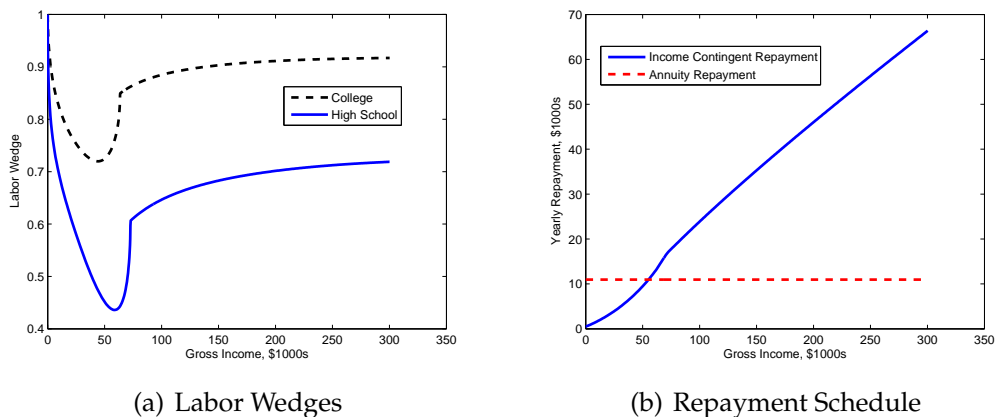 1
0.9
0.8
0.7
0.6
0.5
0.4
0 50 100 150 200 250 300 350
Labor Wedge
Gross Income, $1000s
College
High School
(a) Labor Wedges
70
60
50
40
30
20
10
0
0 50 100 150 200 250 300 350
Yearly Repayment, $1000s
Gross Income, $1000s
Income Contingent Repayment
Annuity Repayment
(b) Repayment Schedule